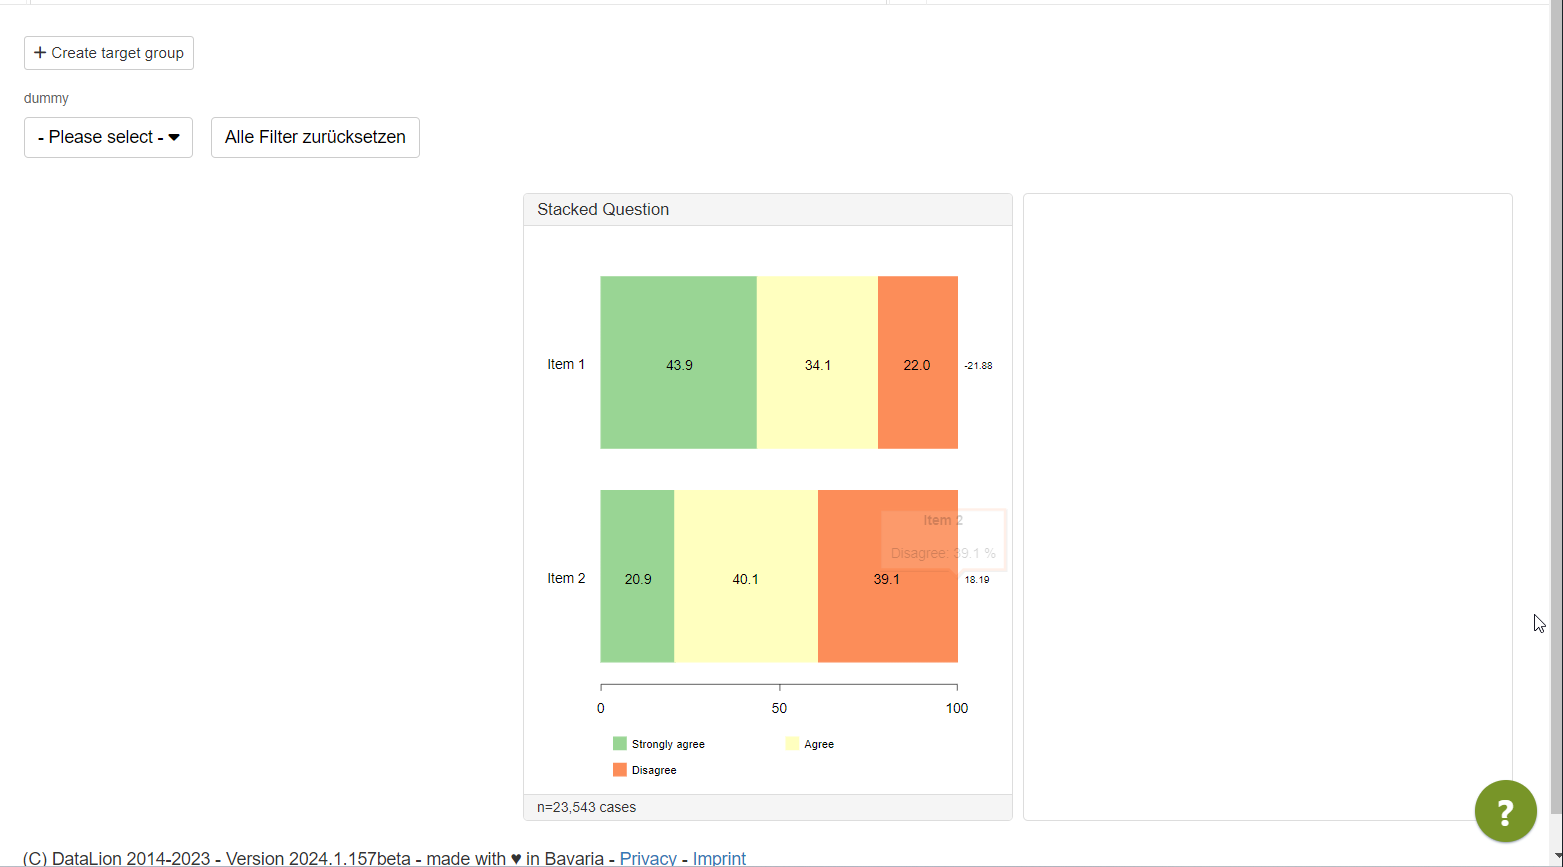 + Create target group
dummy
- Please select -
Alle Filter zurücksetzen
Stacked Question
Item 1
43.9
34.1
22.0
-21.88
Item 2
Disagree: 39.1 %
Item 2
20.9
40.1
39.1
18.19
0
50
100
Strongly agree
Agree
Disagree
n=23,543 cases
?
(C) DataLion 2014-2023 - Version 2024.1.157beta - made with ♥ in Bavaria - Privacy - Imprint